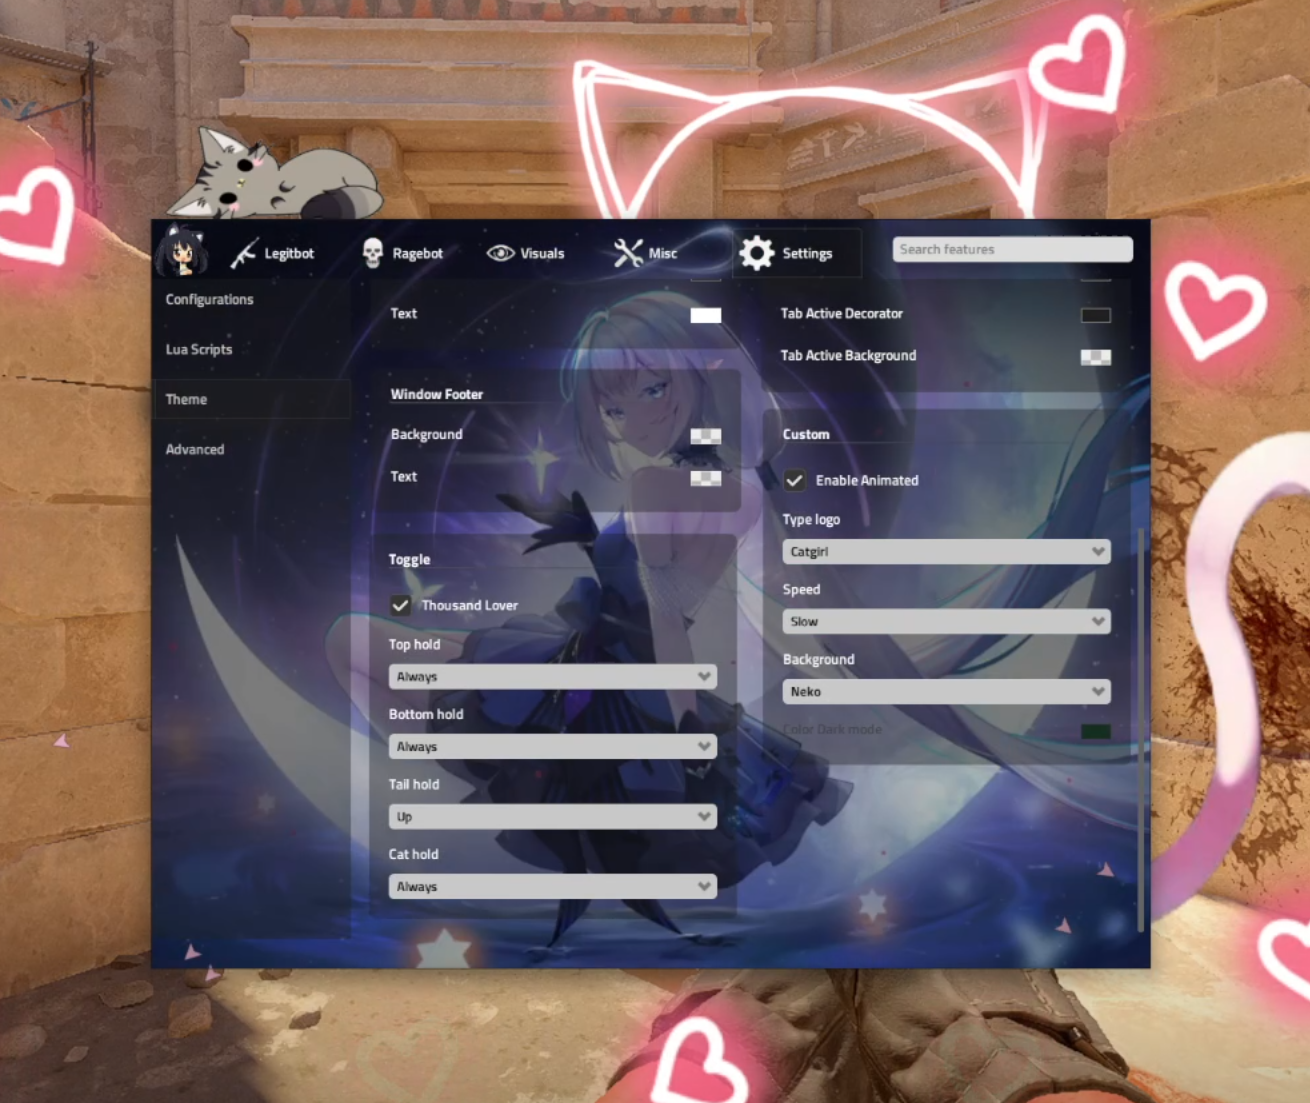 Legitbot
Ragebot
Visuals
Misc
Settings
Search features
Configurations
Lua Scripts
Theme
Advanced
Text
Window Footer
Background
Text
Toggle
Thousand Lover
Top hold
Always
Bottom hold
Always
Tail hold
Up
Cat hold
Always
Tab Active Decorator
Tab Active Background
Custom
Enable Animated
Type logo
Catgirl
Speed
Slow
Background
Neko
Color Dark mode